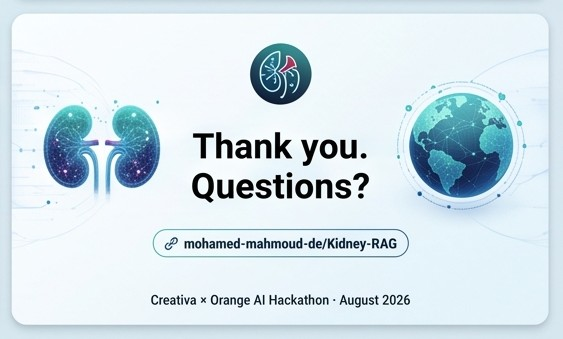 Thank you.
Questions?
mohamed-mahmoud-de/Kidney-RAG
Creativa × Orange AI Hackathon · August 2026